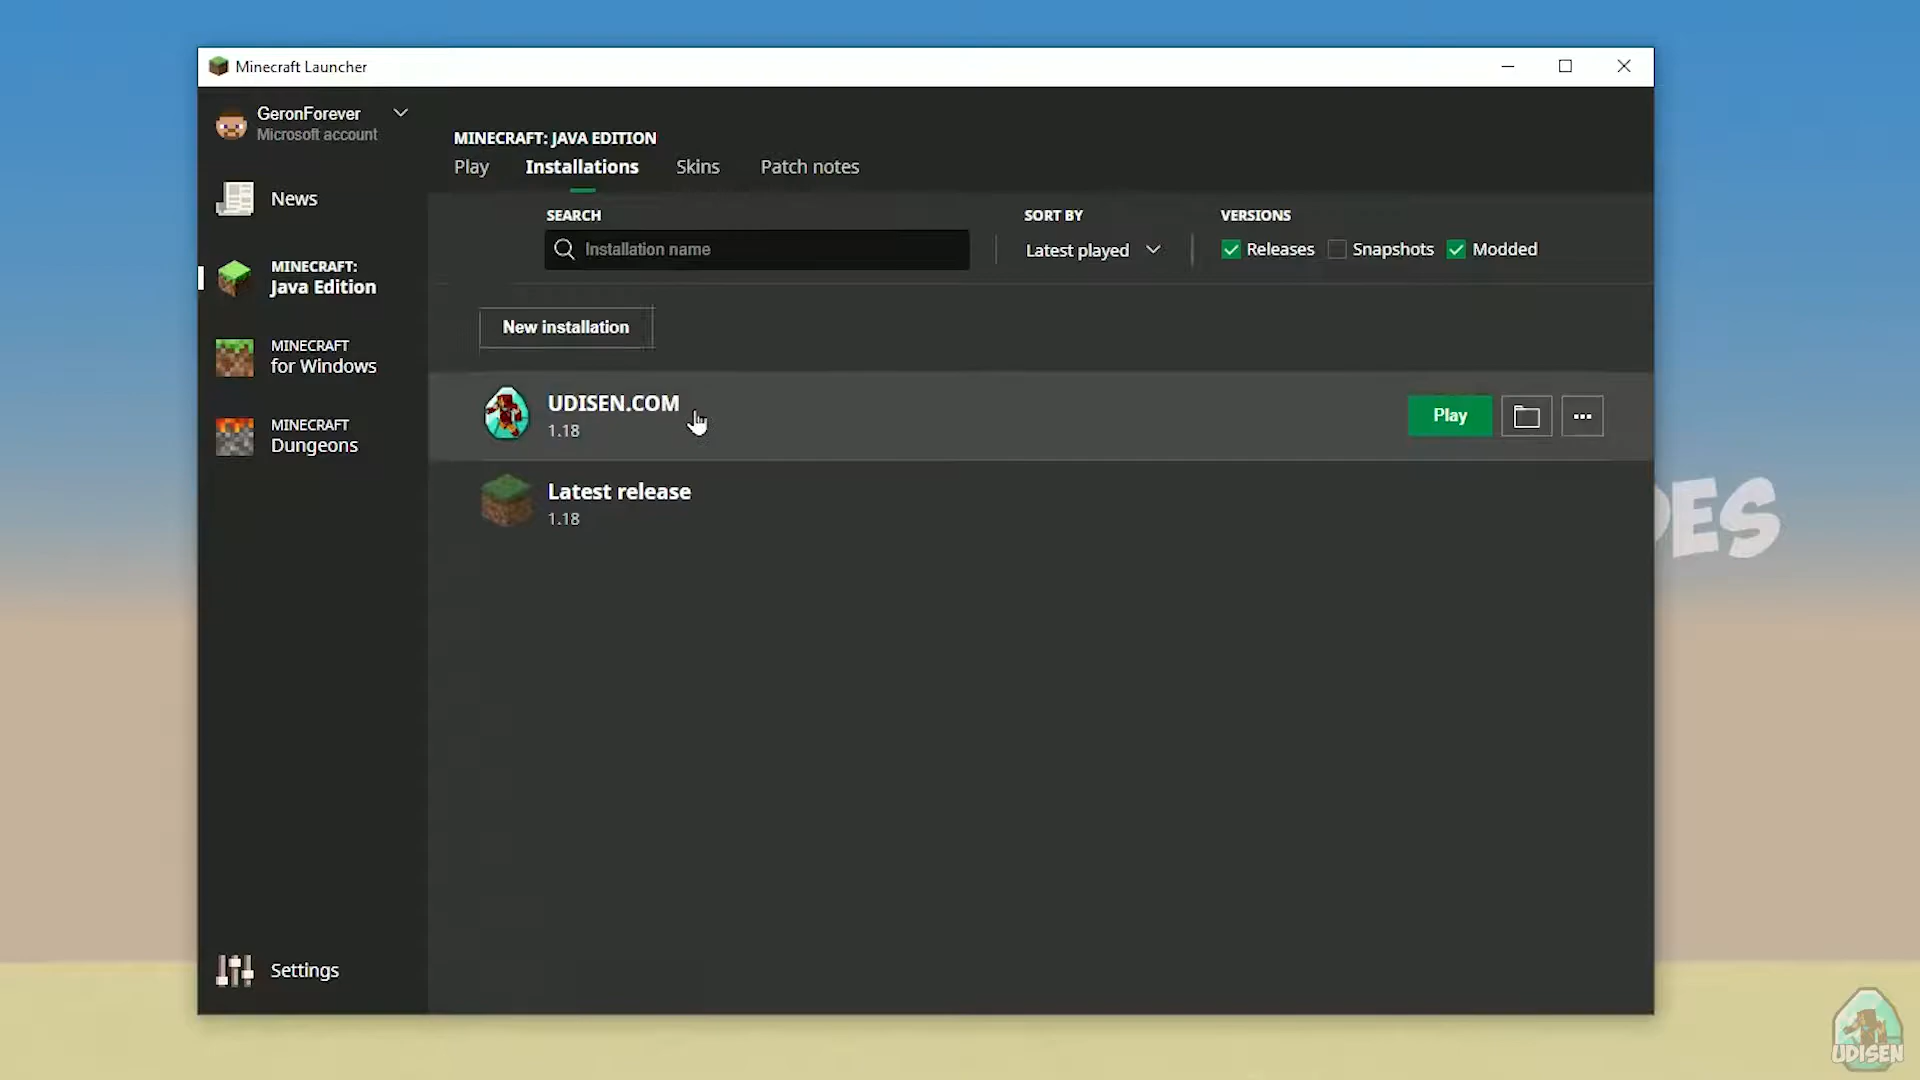 Minecraft Launcher
GeronForever
Microsoft account
News
MINECRAFT:
Java Edition
MINECRAFT
for Windows
MINECRAFT
Dungeons
Settings
MINECRAFT: JAVA EDITION
Play Installations Skins Patch notes
SEARCH SORT BY VERSIONS
Installation name Latest played Releases Snapshots Modded
New installation
UDISEN.COM
1.18
Play
Latest release
1.18
DES
UDISEN